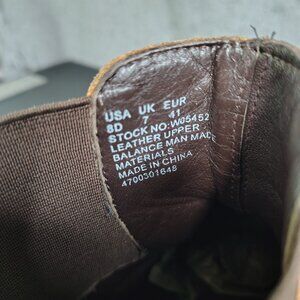 USA UK EUR
8D 7 41
STOCK NO:W05452
LEATHER UPPER
BALANCE MAN MADE
MATERIALS
MADE IN CHINA
4700301648